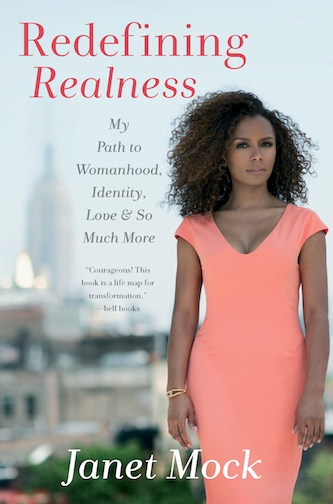 Redefining
Realness
My
Path to
Womanhood,
Identity,
Love & So
Much More
“Courageous! This
book is a life map for
transformation.”
—bell hooks
Janet Mock